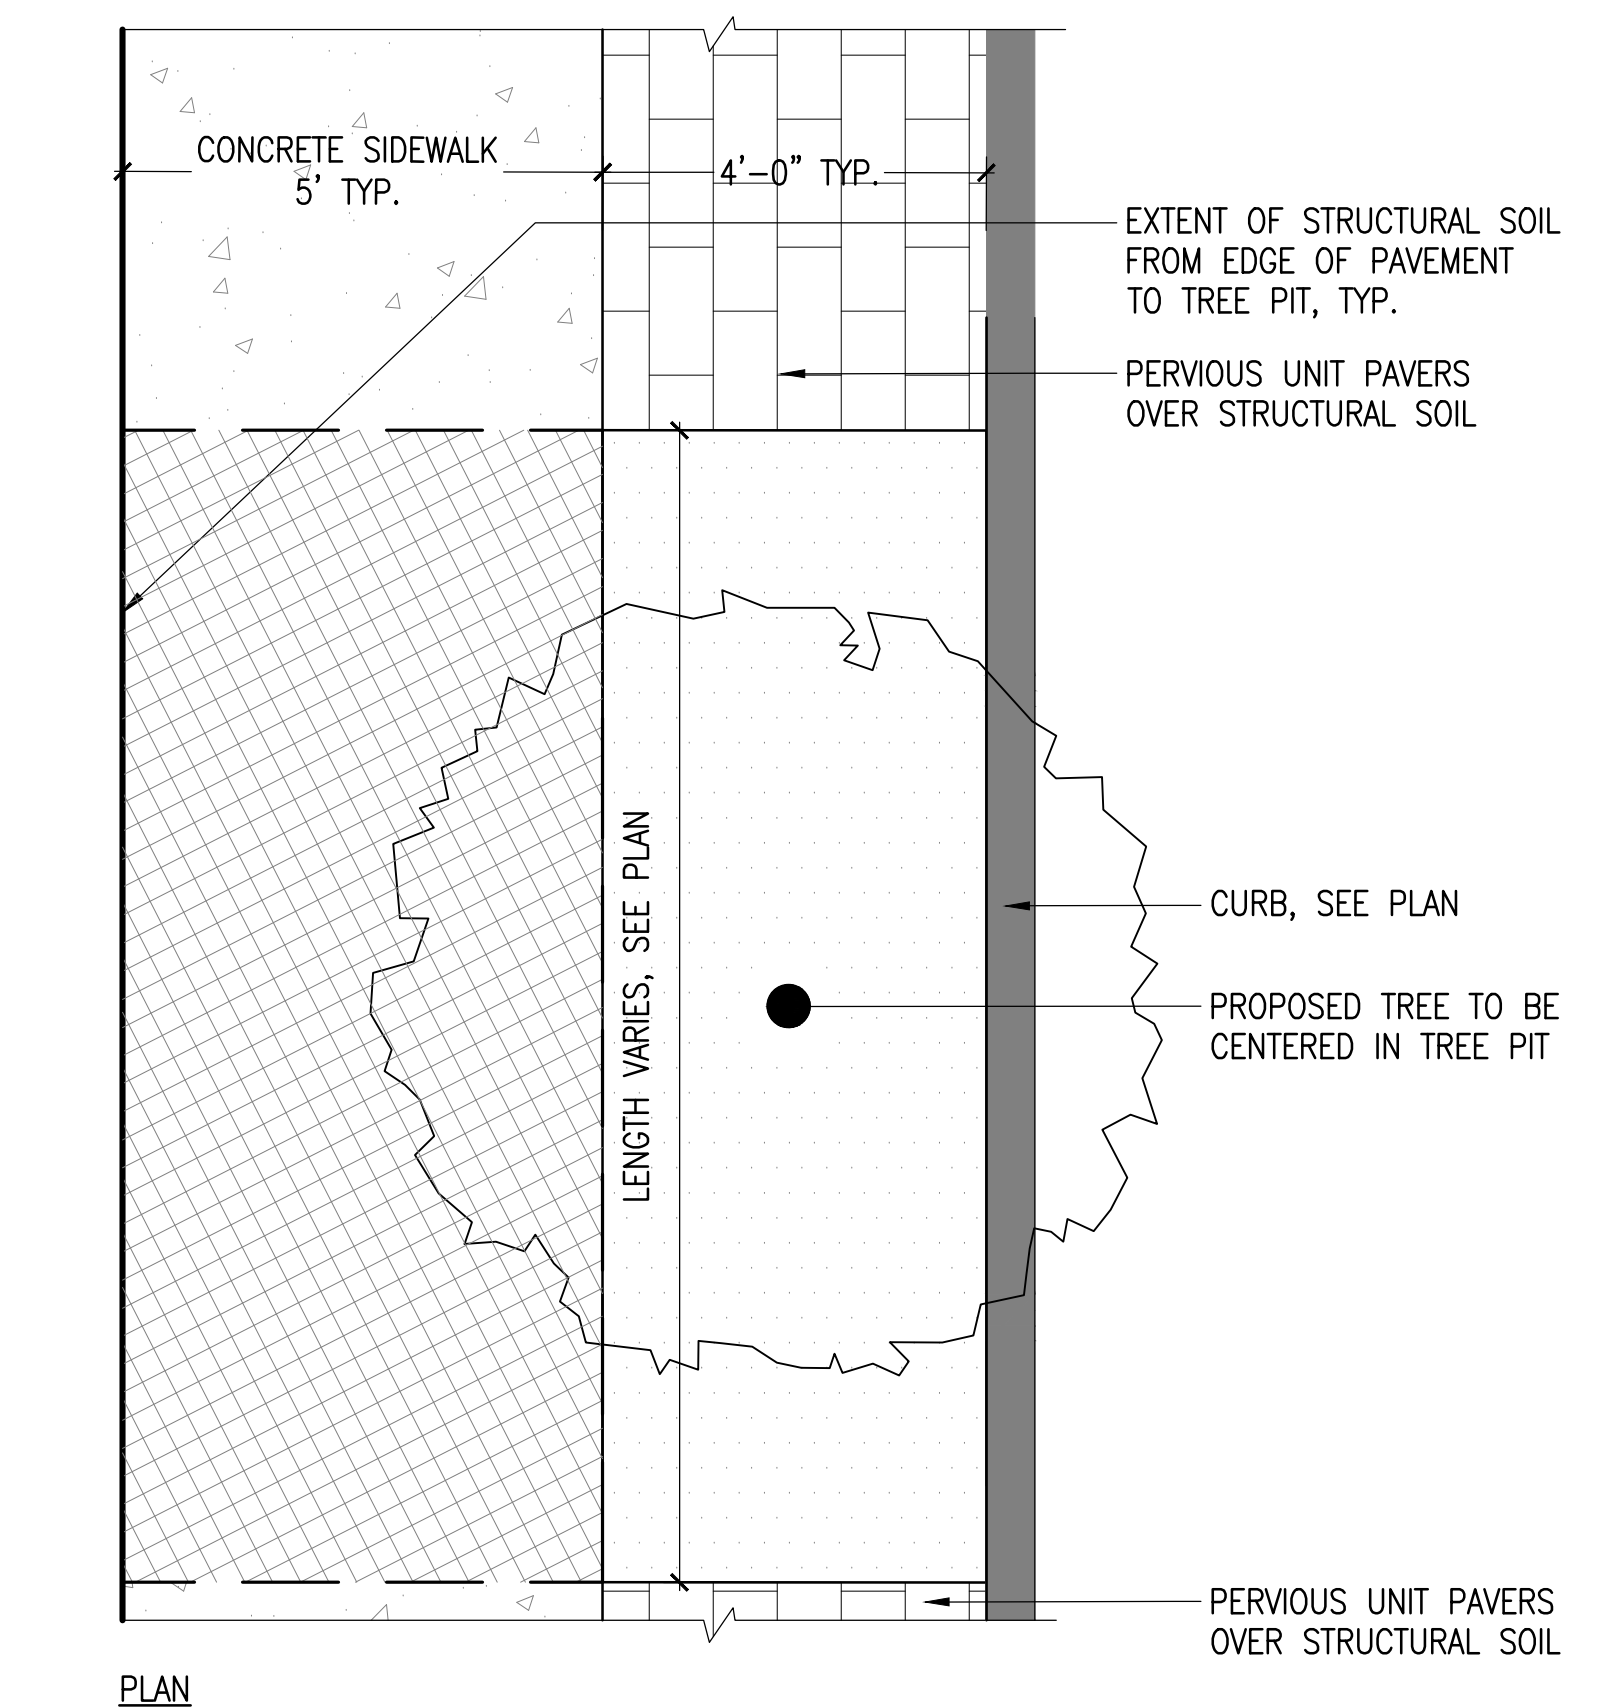 CONCRETE SIDEWALK
5' TYP.
4'-0" TYP.
EXTENT OF STRUCTURAL SOIL
FROM EDGE OF PAVEMENT
TO TREE PIT, TYP.
PERVIOUS UNIT PAVERS
OVER STRUCTURAL SOIL
LENGTH VARIES, SEE PLAN
CURB, SEE PLAN
PROPOSED TREE TO BE
CENTERED IN TREE PIT
PERVIOUS UNIT PAVERS
OVER STRUCTURAL SOIL
PLAN